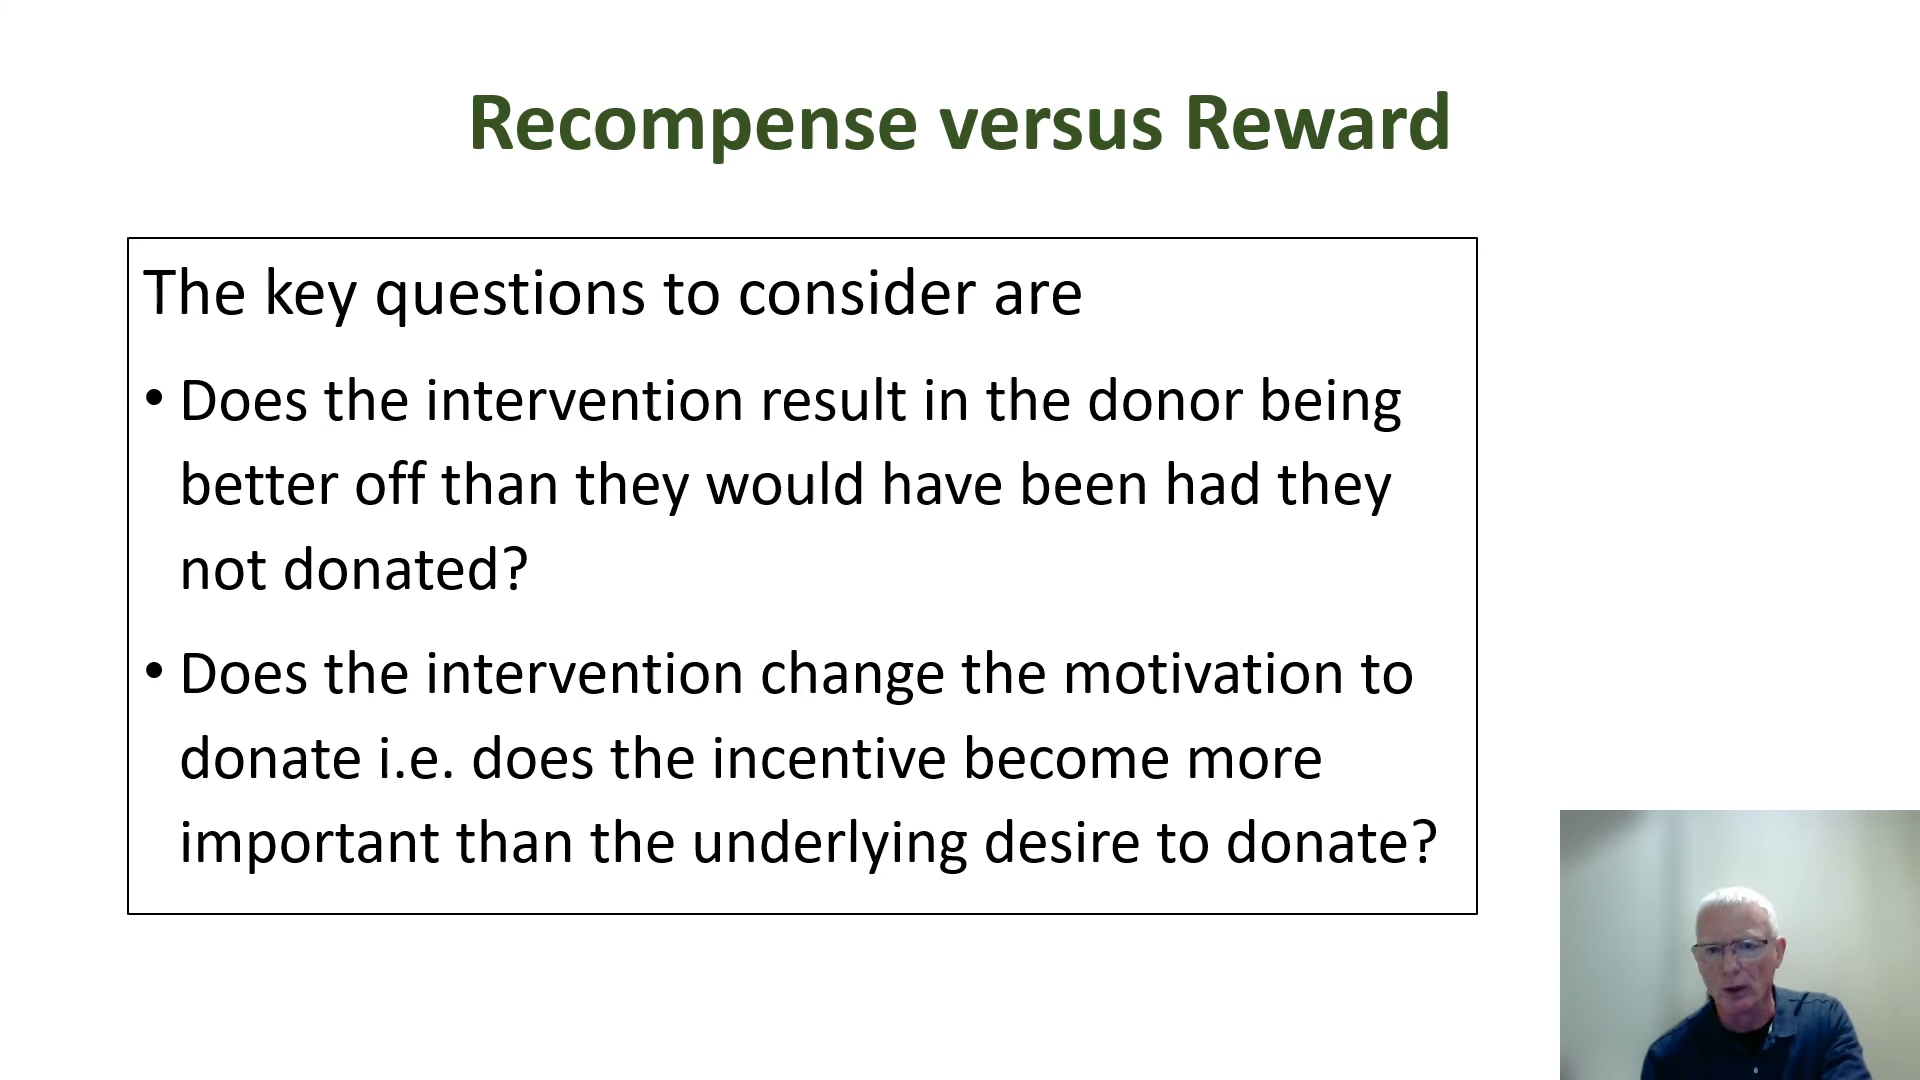 Recompense versus Reward
The key questions to consider are
• Does the intervention result in the donor being
better off than they would have been had they
not donated?
• Does the intervention change the motivation to
donate i.e. does the incentive become more
important than the underlying desire to donate?